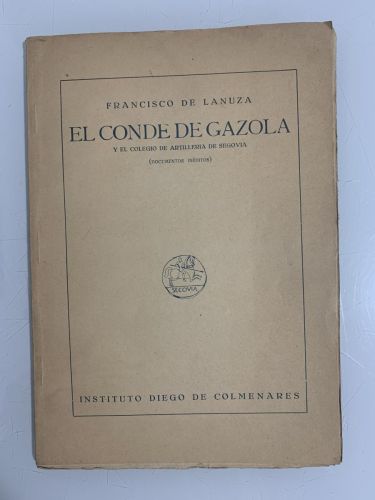 FRANCISCO DE LANUZA
EL CONDE DE GAZOLA
Y EL COLEGIO DE ARTILLERIA DE SEGOVIA
(DOCUMENTOS INÉDITOS)
SEGOVIA
INSTITUTO DIEGO DE COLMENARES